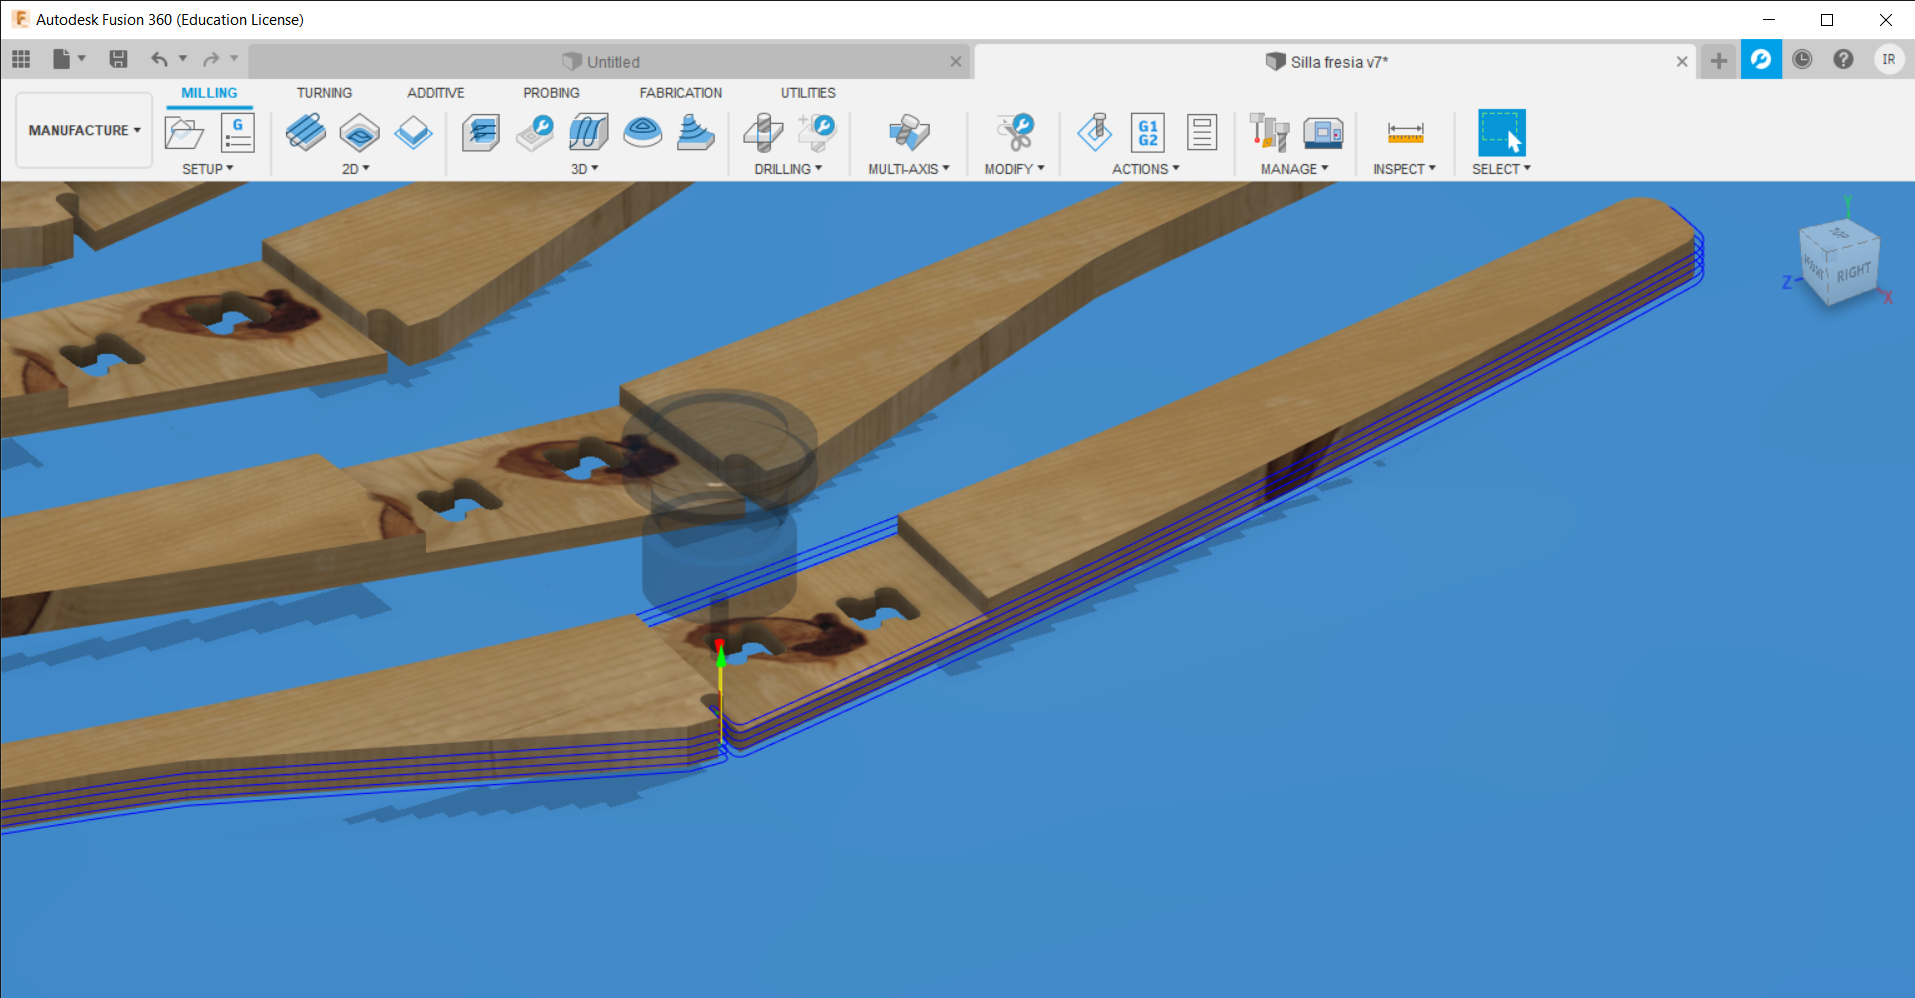 Autodesk Fusion 360 (Education License)
Untitled
Silla fresia v7*
IR
MILLING
TURNING
ADDITIVE
PROBING
FABRICATION
UTILITIES
MANUFACTURE
G
G1
G2
SETUP
2D
3D
DRILLING
MULTI-AXIS
MODIFY
ACTIONS
MANAGE
INSPECT
SELECT
Y
TOP
RIGHT
Z
X